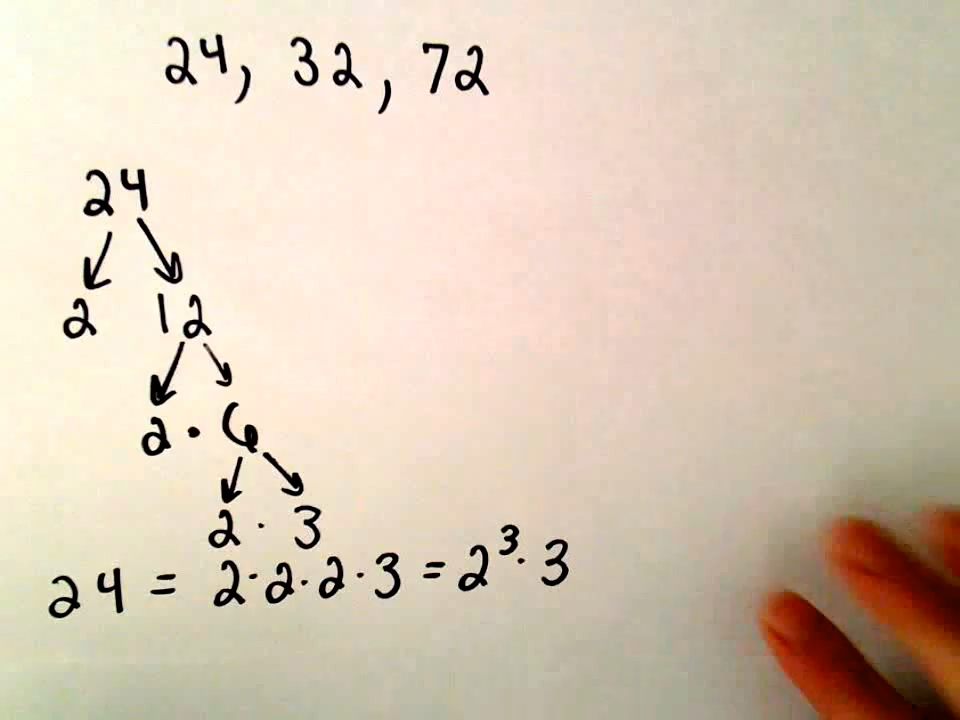 24, 32, 72
24
2 12
2 · 6
2 · 3
24 = 2·2·2·3 = 2³·3